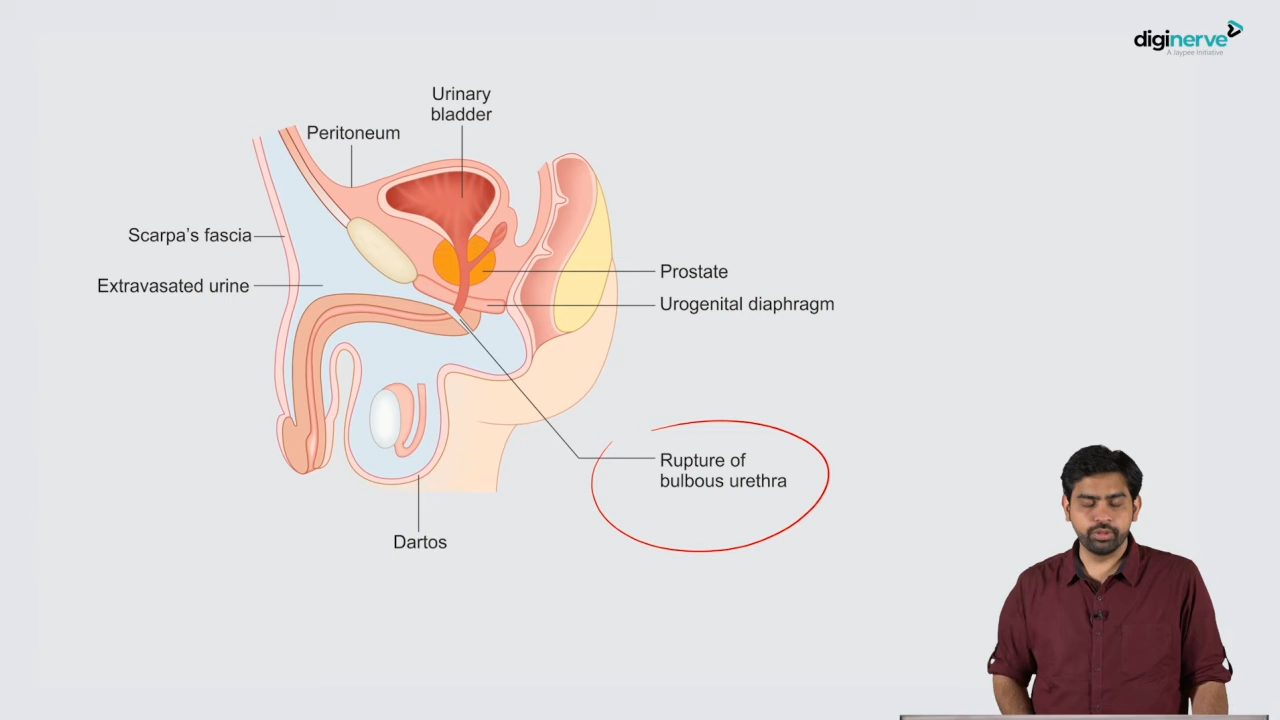 diginerve
A Jaypee Initiative
Urinary
bladder
Peritoneum
Scarpa's fascia
Extravasated urine
Prostate
Urogenital diaphragm
Rupture of
bulbous urethra
Dartos